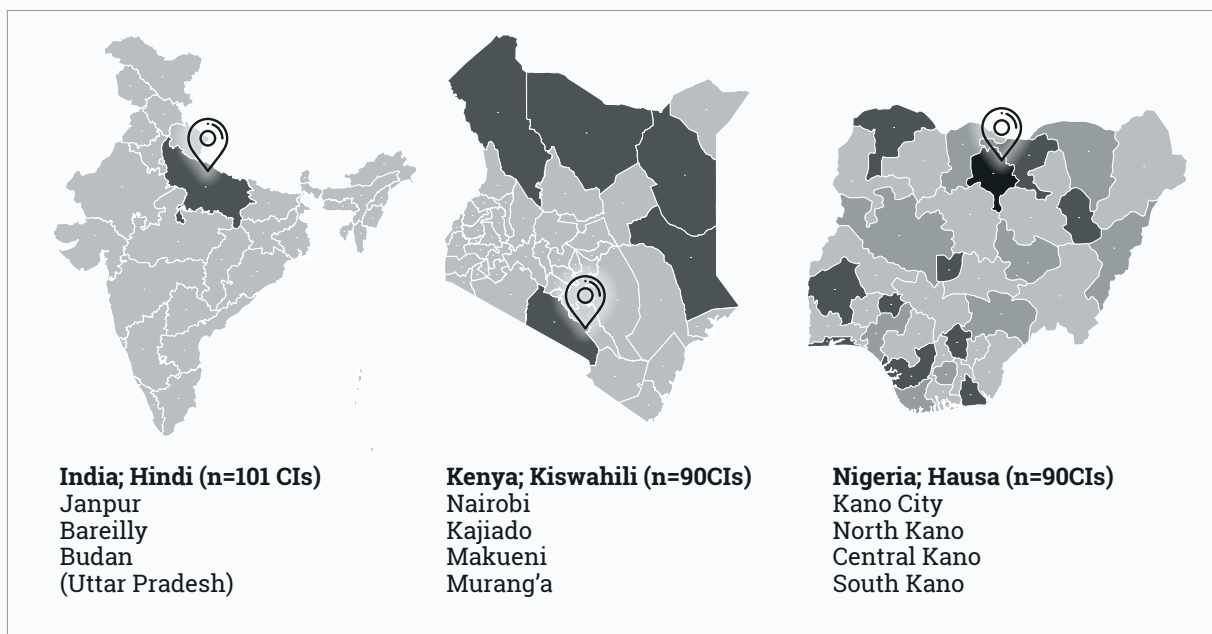 India; Hindi (n=101 CIs)
Janpur
Bareilly
Budan
(Uttar Pradesh)
Kenya; Kiswahili (n=90CIs)
Nairobi
Kajiado
Makueni
Murang’a
Nigeria; Hausa (n=90CIs)
Kano City
North Kano
Central Kano
South Kano